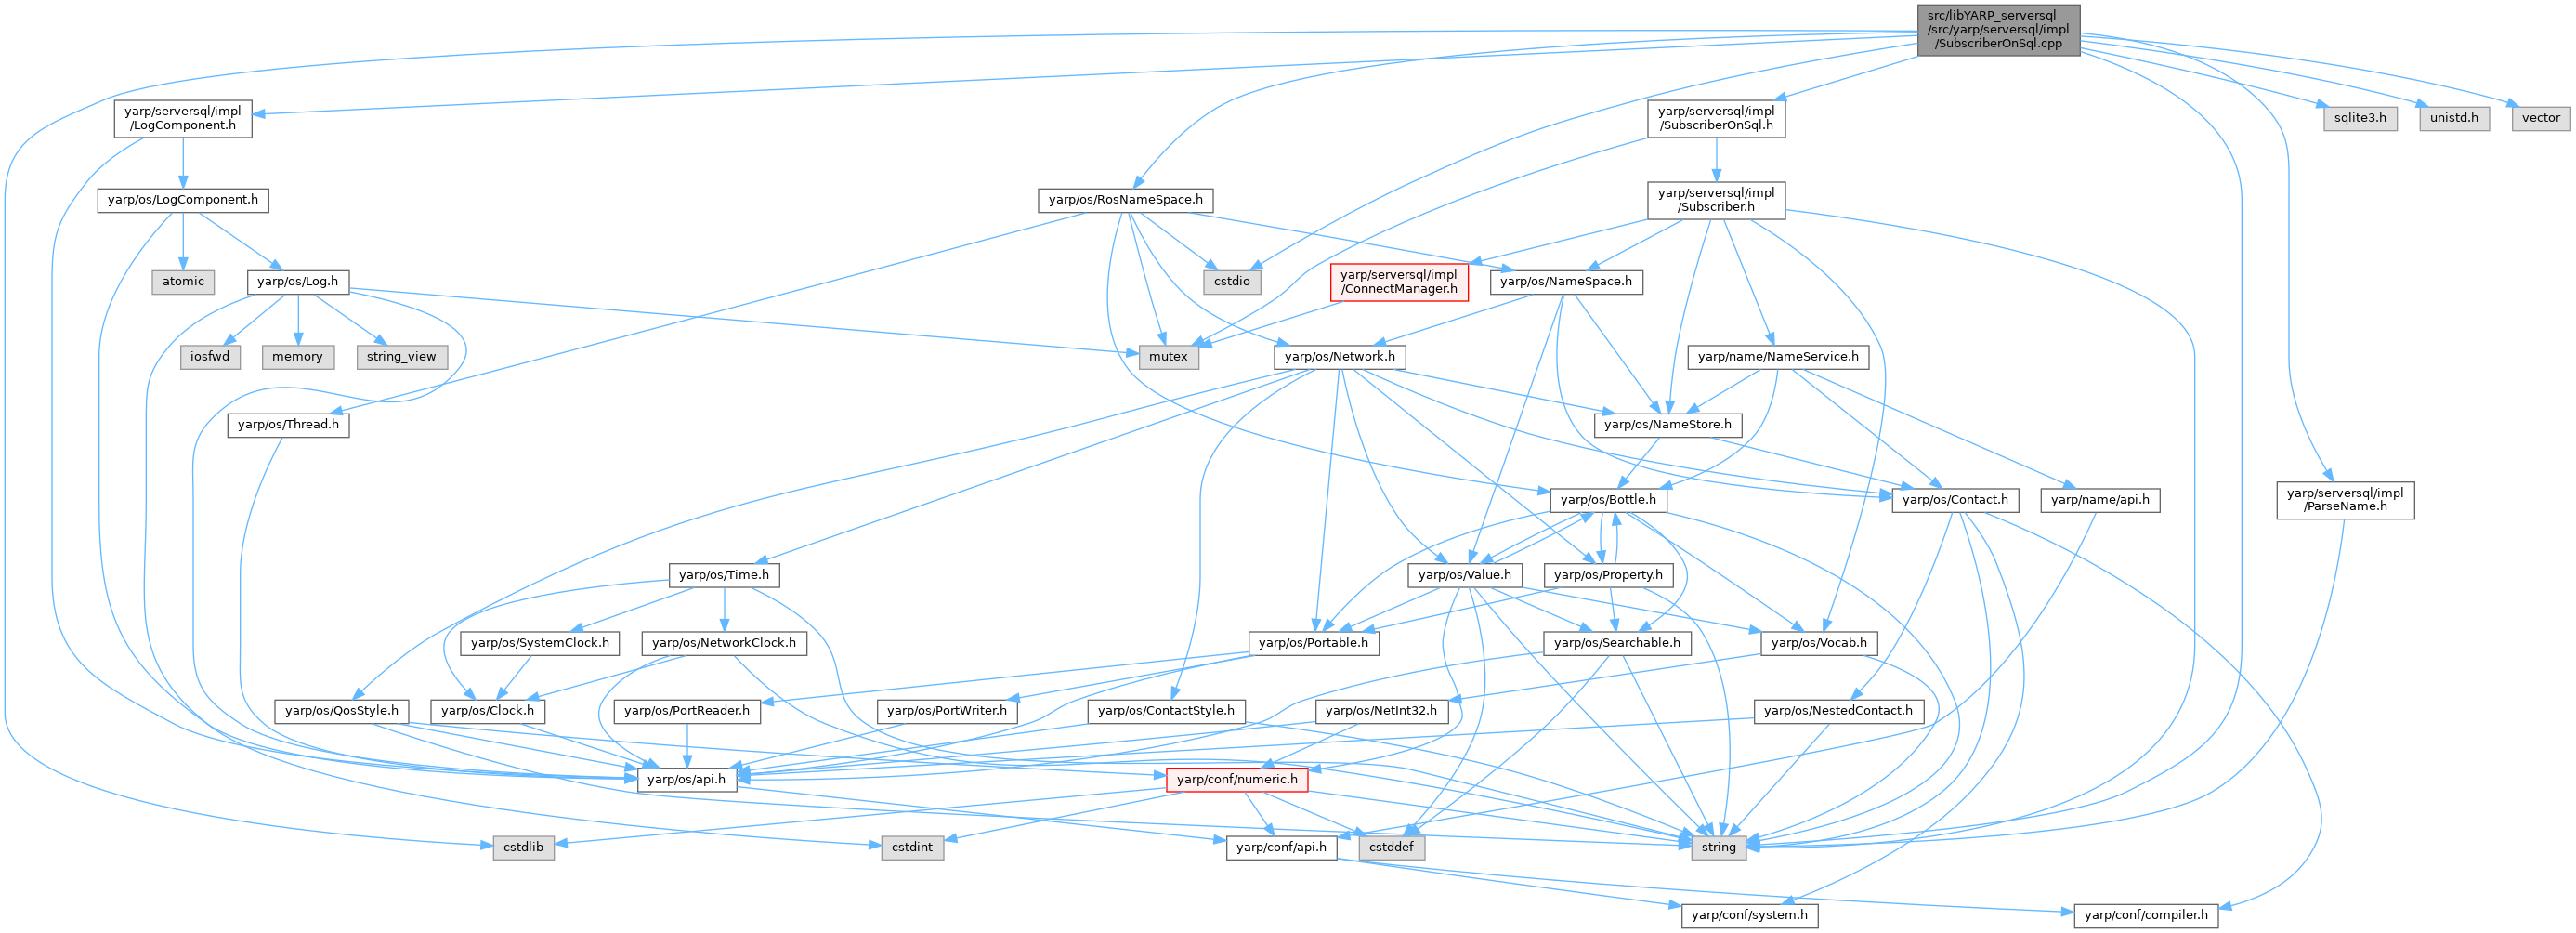 src/libYARP_serversql
/src/yarp/serversql/impl
/SubscriberOnSql.cpp
yarp/serversql/impl
/LogComponent.h
yarp/serversql/impl
/SubscriberOnSql.h
sqlite3.h
unistd.h
vector
yarp/os/LogComponent.h
yarp/os/RosNameSpace.h
yarp/serversql/impl
/Subscriber.h
atomic
yarp/os/Log.h
cstdio
yarp/serversql/impl
/ConnectManager.h
yarp/os/NameSpace.h
iosfwd
memory
string_view
mutex
yarp/os/Network.h
yarp/name/NameService.h
yarp/os/Thread.h
yarp/os/NameStore.h
yarp/os/Bottle.h
yarp/os/Contact.h
yarp/name/api.h
yarp/serversql/impl
/ParseName.h
yarp/os/Time.h
yarp/os/Value.h
yarp/os/Property.h
yarp/os/SystemClock.h
yarp/os/NetworkClock.h
yarp/os/Portable.h
yarp/os/Searchable.h
yarp/os/Vocab.h
yarp/os/QosStyle.h
yarp/os/Clock.h
yarp/os/PortReader.h
yarp/os/PortWriter.h
yarp/os/ContactStyle.h
yarp/os/NetInt32.h
yarp/os/NestedContact.h
yarp/os/api.h
yarp/conf/numeric.h
cstdlib
cstdint
yarp/conf/api.h
cstddef
string
yarp/conf/system.h
yarp/conf/compiler.h